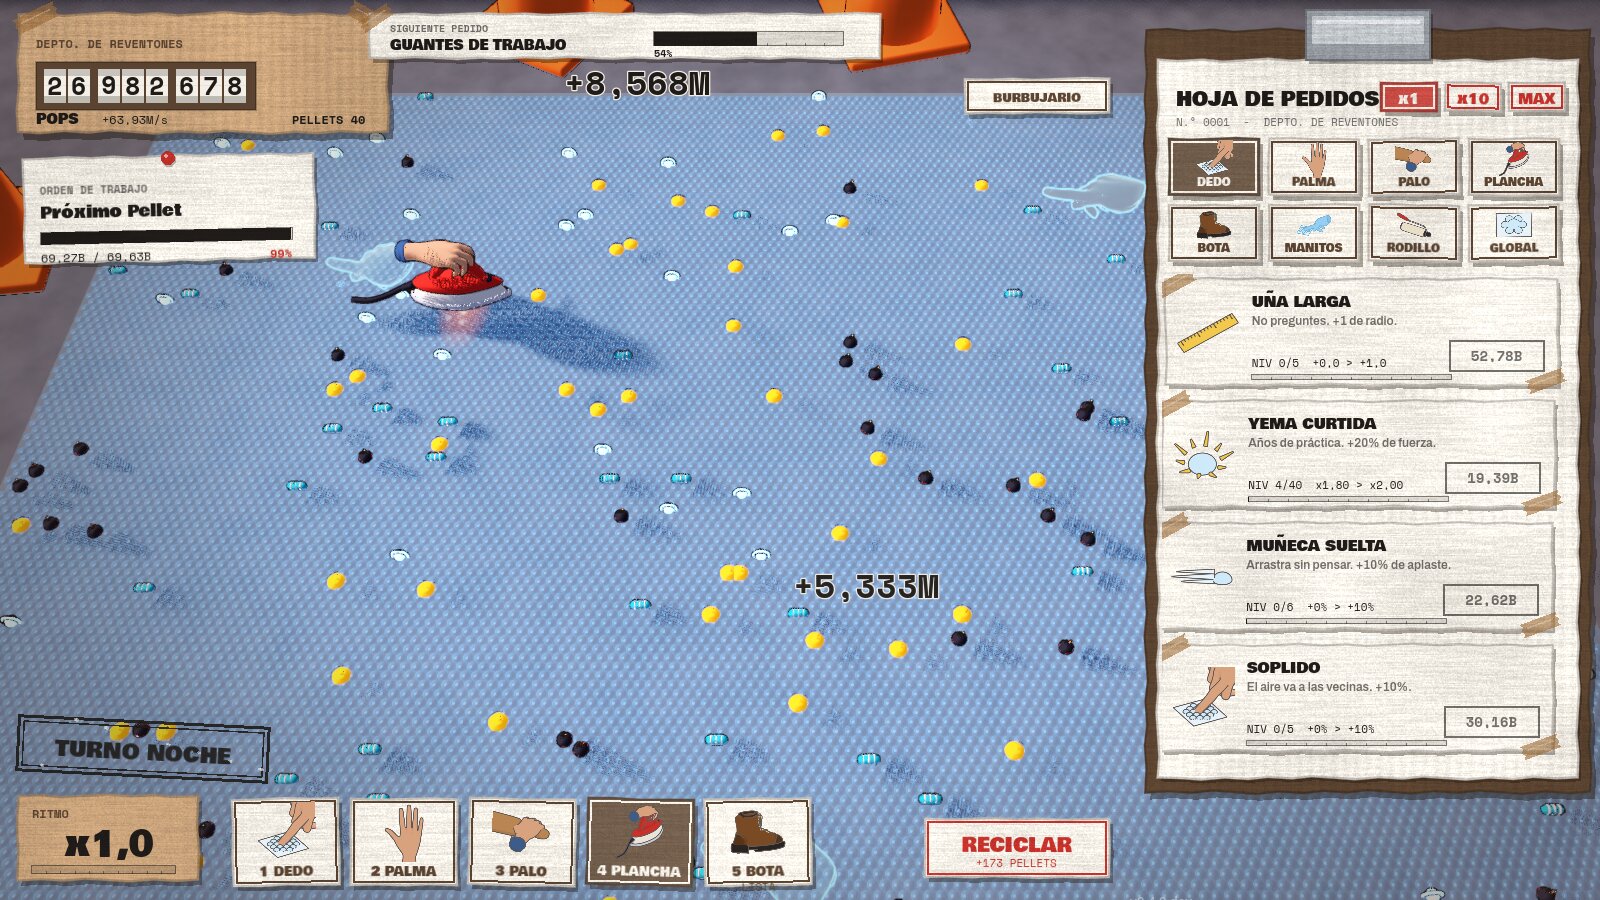 DEPTO. DE REVENTONES
26 982 678
POPS +63,93M/s PELLETS 40
SIGUIENTE PEDIDO
GUANTES DE TRABAJO
54%
+8,568M
BURBUJARIO
ORDEN DE TRABAJO
Próximo Pellet
69,27B / 69,63B 99%
HOJA DE PEDIDOS x1 x10 MAX
N.° 0001 - DEPTO. DE REVENTONES
DEDO PALMA PALO PLANCHA
BOTA MANITOS RODILLO GLOBAL
UÑA LARGA
No preguntes. +1 de radio.
NIV 0/5 +0,0 > +1,0 52,78B
YEMA CURTIDA
Años de práctica. +20% de fuerza.
NIV 4/40 x1,80 > x2,00 19,39B
MUÑECA SUELTA
Arrastra sin pensar. +10% de aplaste.
NIV 0/6 +0% > +10% 22,62B
SOPLIDO
El aire va a las vecinas. +10%.
NIV 0/5 +0% > +10% 30,16B
+5,333M
TURNO NOCHE
RITMO
x1,0
1 DEDO 2 PALMA 3 PALO 4 PLANCHA 5 BOTA
LISTA
RECICLAR
+173 PELLETS